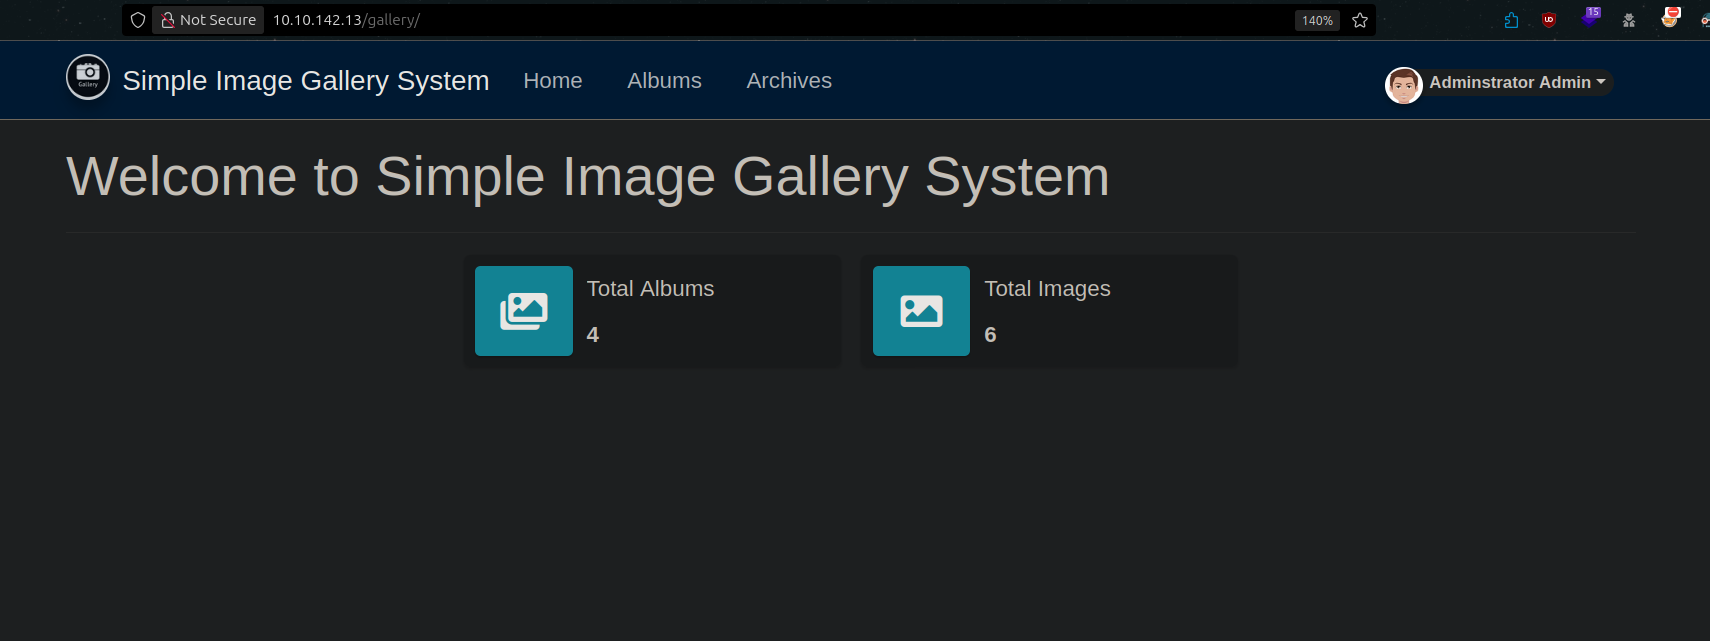 Not Secure 10.10.142.13/gallery/ 140% UD 15
Gallery Simple Image Gallery System Home Albums Archives Adminstrator Admin
Welcome to Simple Image Gallery System
Total Albums
4
Total Images
6